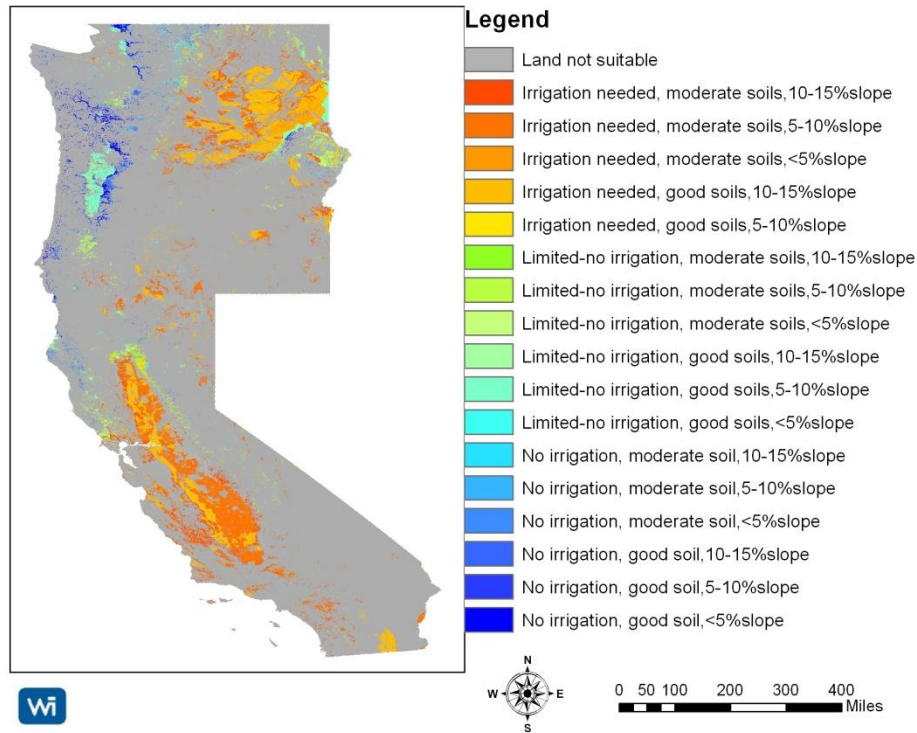 Legend
Land not suitable
Irrigation needed, moderate soils,10-15%slope
Irrigation needed, moderate soils,5-10%slope
Irrigation needed, moderate soils,<5%slope
Irrigation needed, good soils,10-15%slope
Irrigation needed, good soils,5-10%slope
Limited-no irrigation, moderate soils,10-15%slope
Limited-no irrigation, moderate soils,5-10%slope
Limited-no irrigation, moderate soils,<5%slope
Limited-no irrigation, good soils,10-15%slope
Limited-no irrigation, good soils,5-10%slope
Limited-no irrigation, good soils,<5%slope
No irrigation, moderate soil,10-15%slope
No irrigation, moderate soil,5-10%slope
No irrigation, moderate soil,<5%slope
No irrigation, good soil,10-15%slope
No irrigation, good soil,5-10%slope
No irrigation, good soil,<5%slope
N
W E
S
0 50 100 200 300 400
Miles
Wi